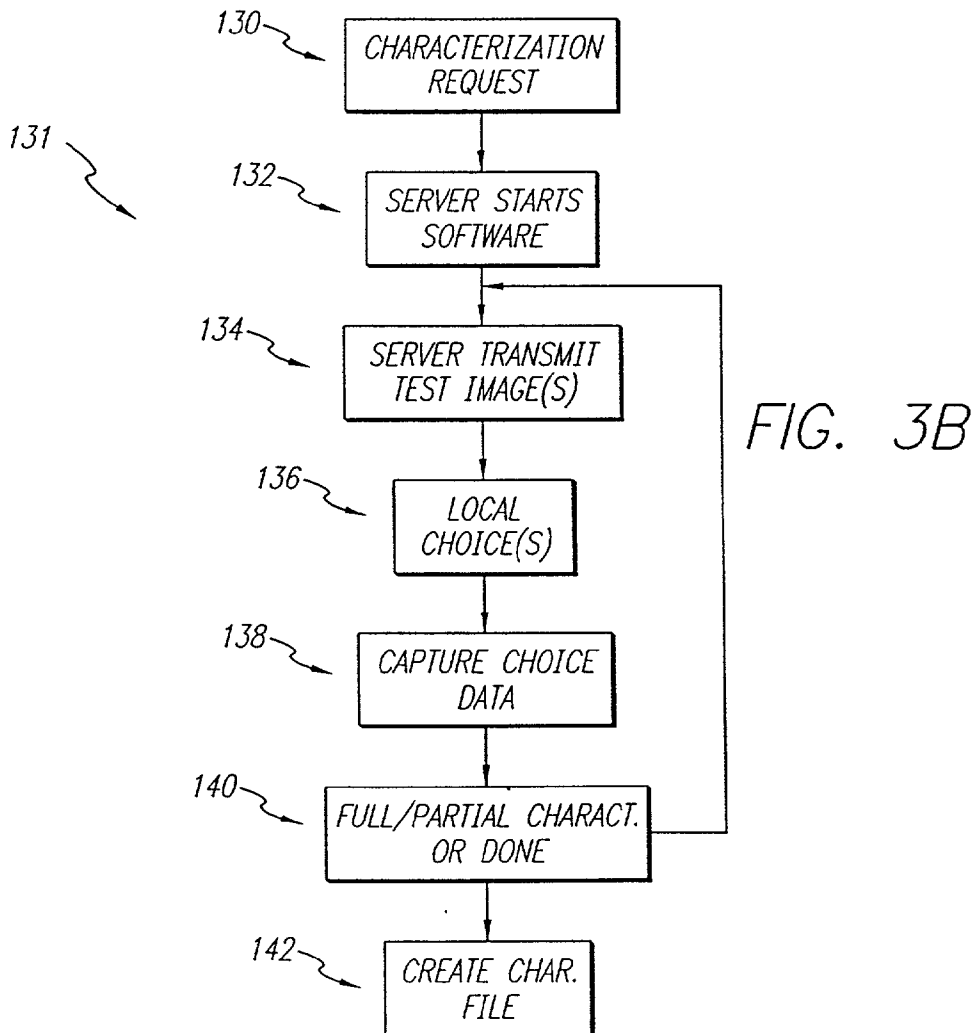 130
CHARACTERIZATION
REQUEST
131
132
SERVER STARTS
SOFTWARE
134
SERVER TRANSMIT
TEST IMAGE(S)
FIG. 3B
136
LOCAL
CHOICE(S)
138
CAPTURE CHOICE
DATA
140
FULL/PARTIAL CHARACT.
OR DONE
142
CREATE CHAR.
FILE